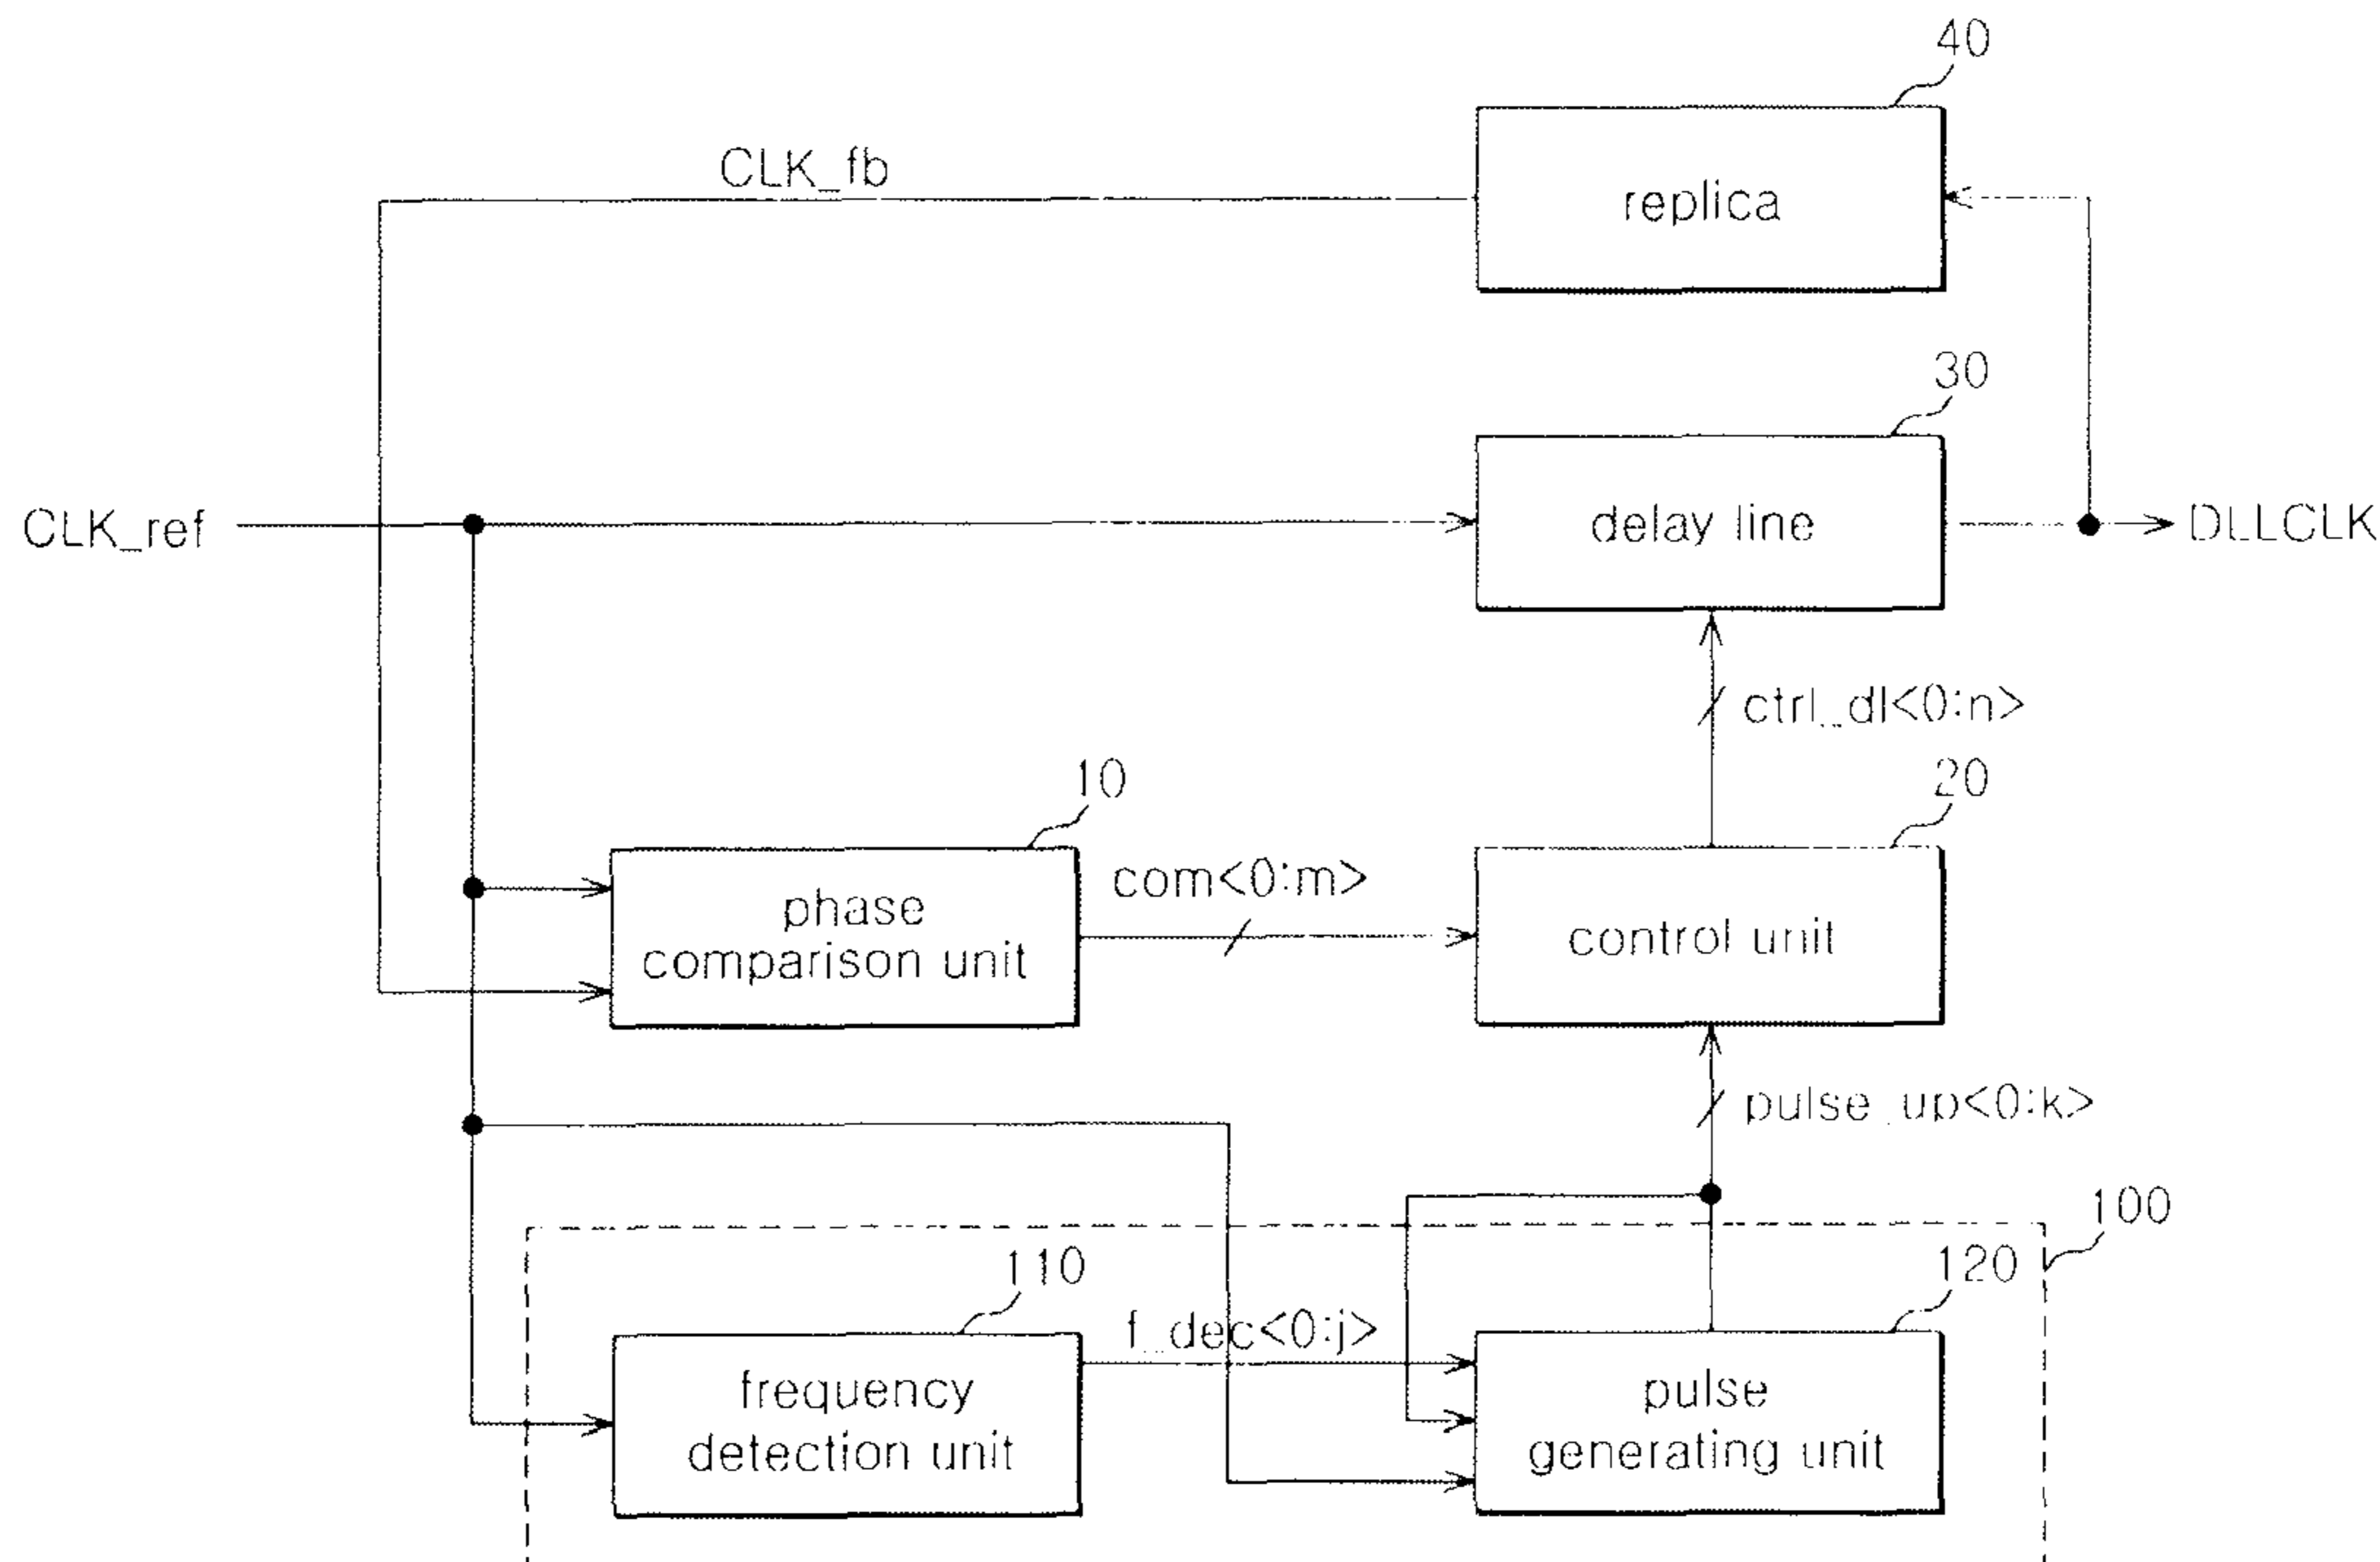 40
CLK_fb
replica
30
CLK_ref
delay line
DLLCLK
ctrl_dl<0:n>
10
20
com<0:m>
phase
comparison unit
control unit
pulse_up<0:k>
100
110
120
f_dec<0:j>
frequency
detection unit
pulse
generating unit